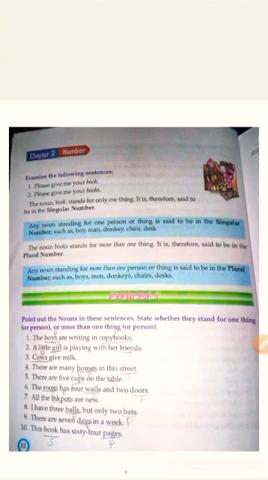 Chapter 2 Number
Examine the following sentences:
1. Please give me your book.
2. Please give me your books.
The noun, book, stands for only one thing. It is, therefore, said to
be in the Singular Number.
Any noun standing for one person or thing is said to be in the Singular
Number; such as, boy, man, donkey, chair, desk.
The noun books stands for more than one thing. It is, therefore, said to be in the
Plural Number.
Any noun standing for more than one person or thing is said to be in the Plural
Number; such as, boys, men, donkeys, chairs, desks.
EXERCISE 1
Point out the Nouns in these sentences. State whether they stand for one thing
(or person), or more than one thing (or person).
1. The boys are writing in copybooks.
2. A little girl is playing with her friends.
3. Cows give milk.
4. There are many houses in this street.
5. There are five cups on the table.
6. The room has four walls and two doors.
7. All the inkpots are new.
8. I have three balls, but only two bats.
9. There are seven days in a week.
10. This book has sixty-four pages.
S P